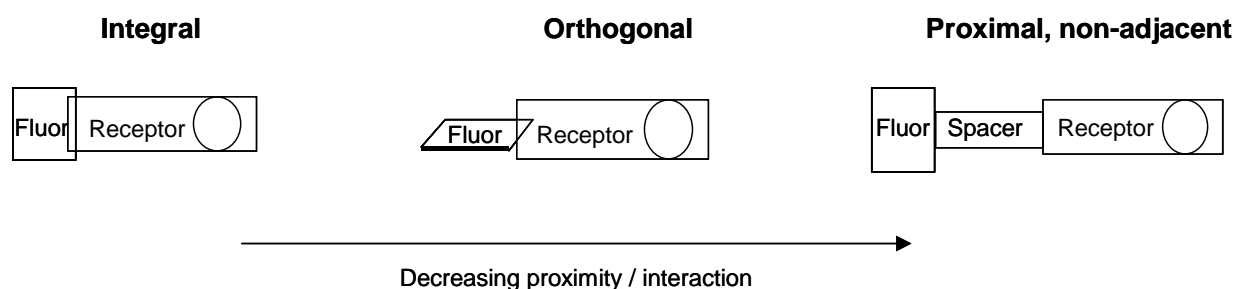 Integral Orthogonal Proximal, non-adjacent
Fluor Receptor Fluor Receptor Fluor Spacer Receptor
Decreasing proximity / interaction